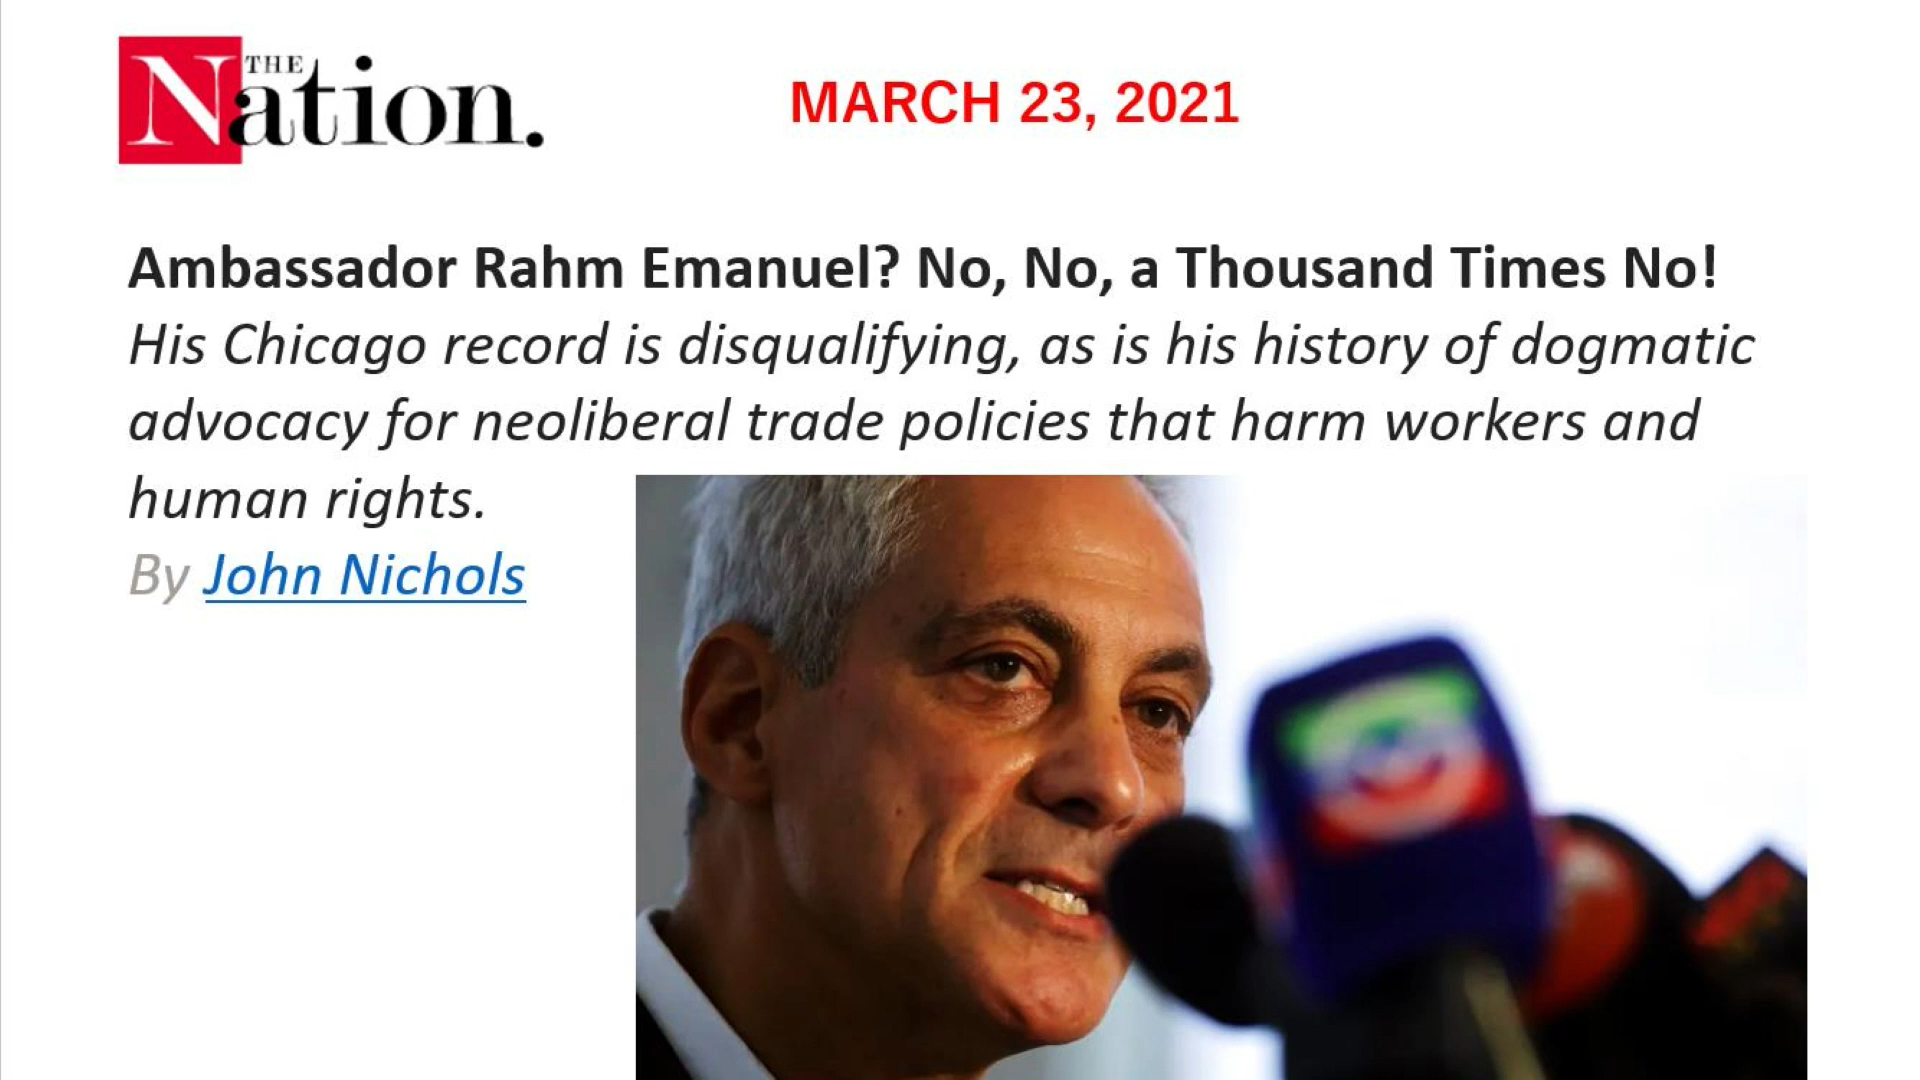 THE
Nation.
MARCH 23, 2021
Ambassador Rahm Emanuel? No, No, a Thousand Times No!
His Chicago record is disqualifying, as is his history of dogmatic
advocacy for neoliberal trade policies that harm workers and
human rights.
By John Nichols